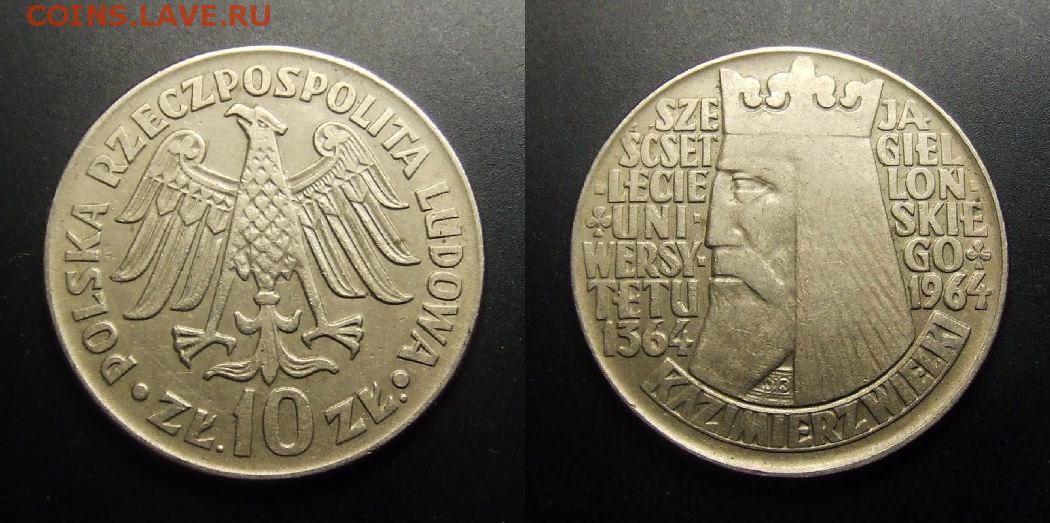 COINS.LAVE.RU
POLSKA RZECZPOSPOLITA LUDOWA
ZŁ. 10 ZŁ.
SZE
ŚCSET
LECIE
UNI
WERSY
TETU
1364
JA
GIEL
LOŃ
SKIE
GO
1964
KAZIMIERZ WIELKI